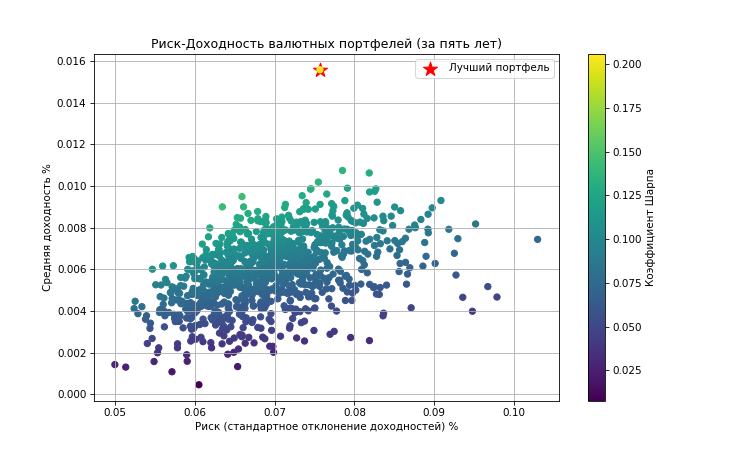 Риск-Доходность валютных портфелей (за пять лет)
Лучший портфель
Средняя доходность %
0.016
0.014
0.012
0.010
0.008
0.006
0.004
0.002
0.000
0.05 0.06 0.07 0.08 0.09 0.10
Риск (стандартное отклонение доходностей) %
0.200
0.175
0.150
0.125
0.100
0.075
0.050
0.025
Коэффициент Шарпа